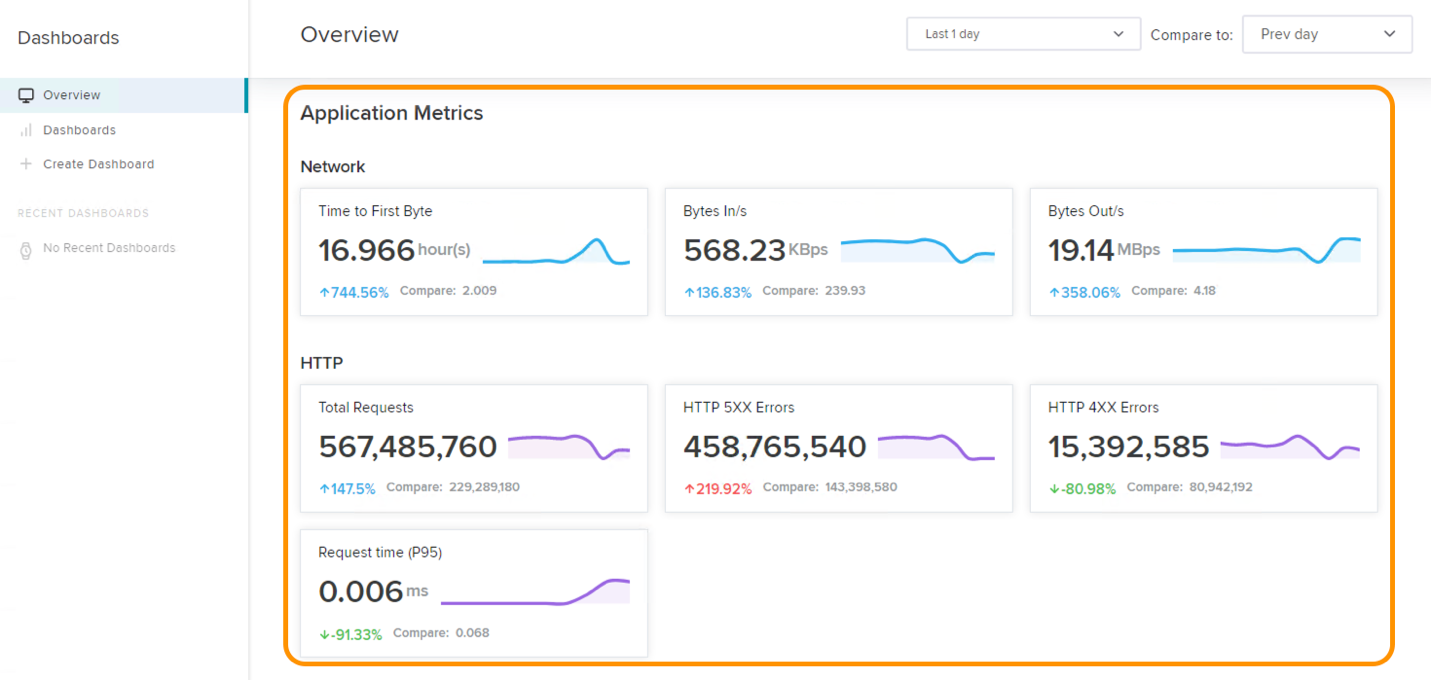 Dashboards
Overview
Last 1 day
Compare to:
Prev day
Overview
Dashboards
Create Dashboard
RECENT DASHBOARDS
No Recent Dashboards
Application Metrics
Network
Time to First Byte
16.966 hour(s)
↑744.56% Compare: 2.009
Bytes In/s
568.23 KBps
↑136.83% Compare: 239.93
Bytes Out/s
19.14 MBps
↑358.06% Compare: 4.18
HTTP
Total Requests
567,485,760
↑147.5% Compare: 229,289,180
HTTP 5XX Errors
458,765,540
↑219.92% Compare: 143,398,580
HTTP 4XX Errors
15,392,585
↓-80.98% Compare: 80,942,192
Request time (P95)
0.006 ms
↓-91.33% Compare: 0.068